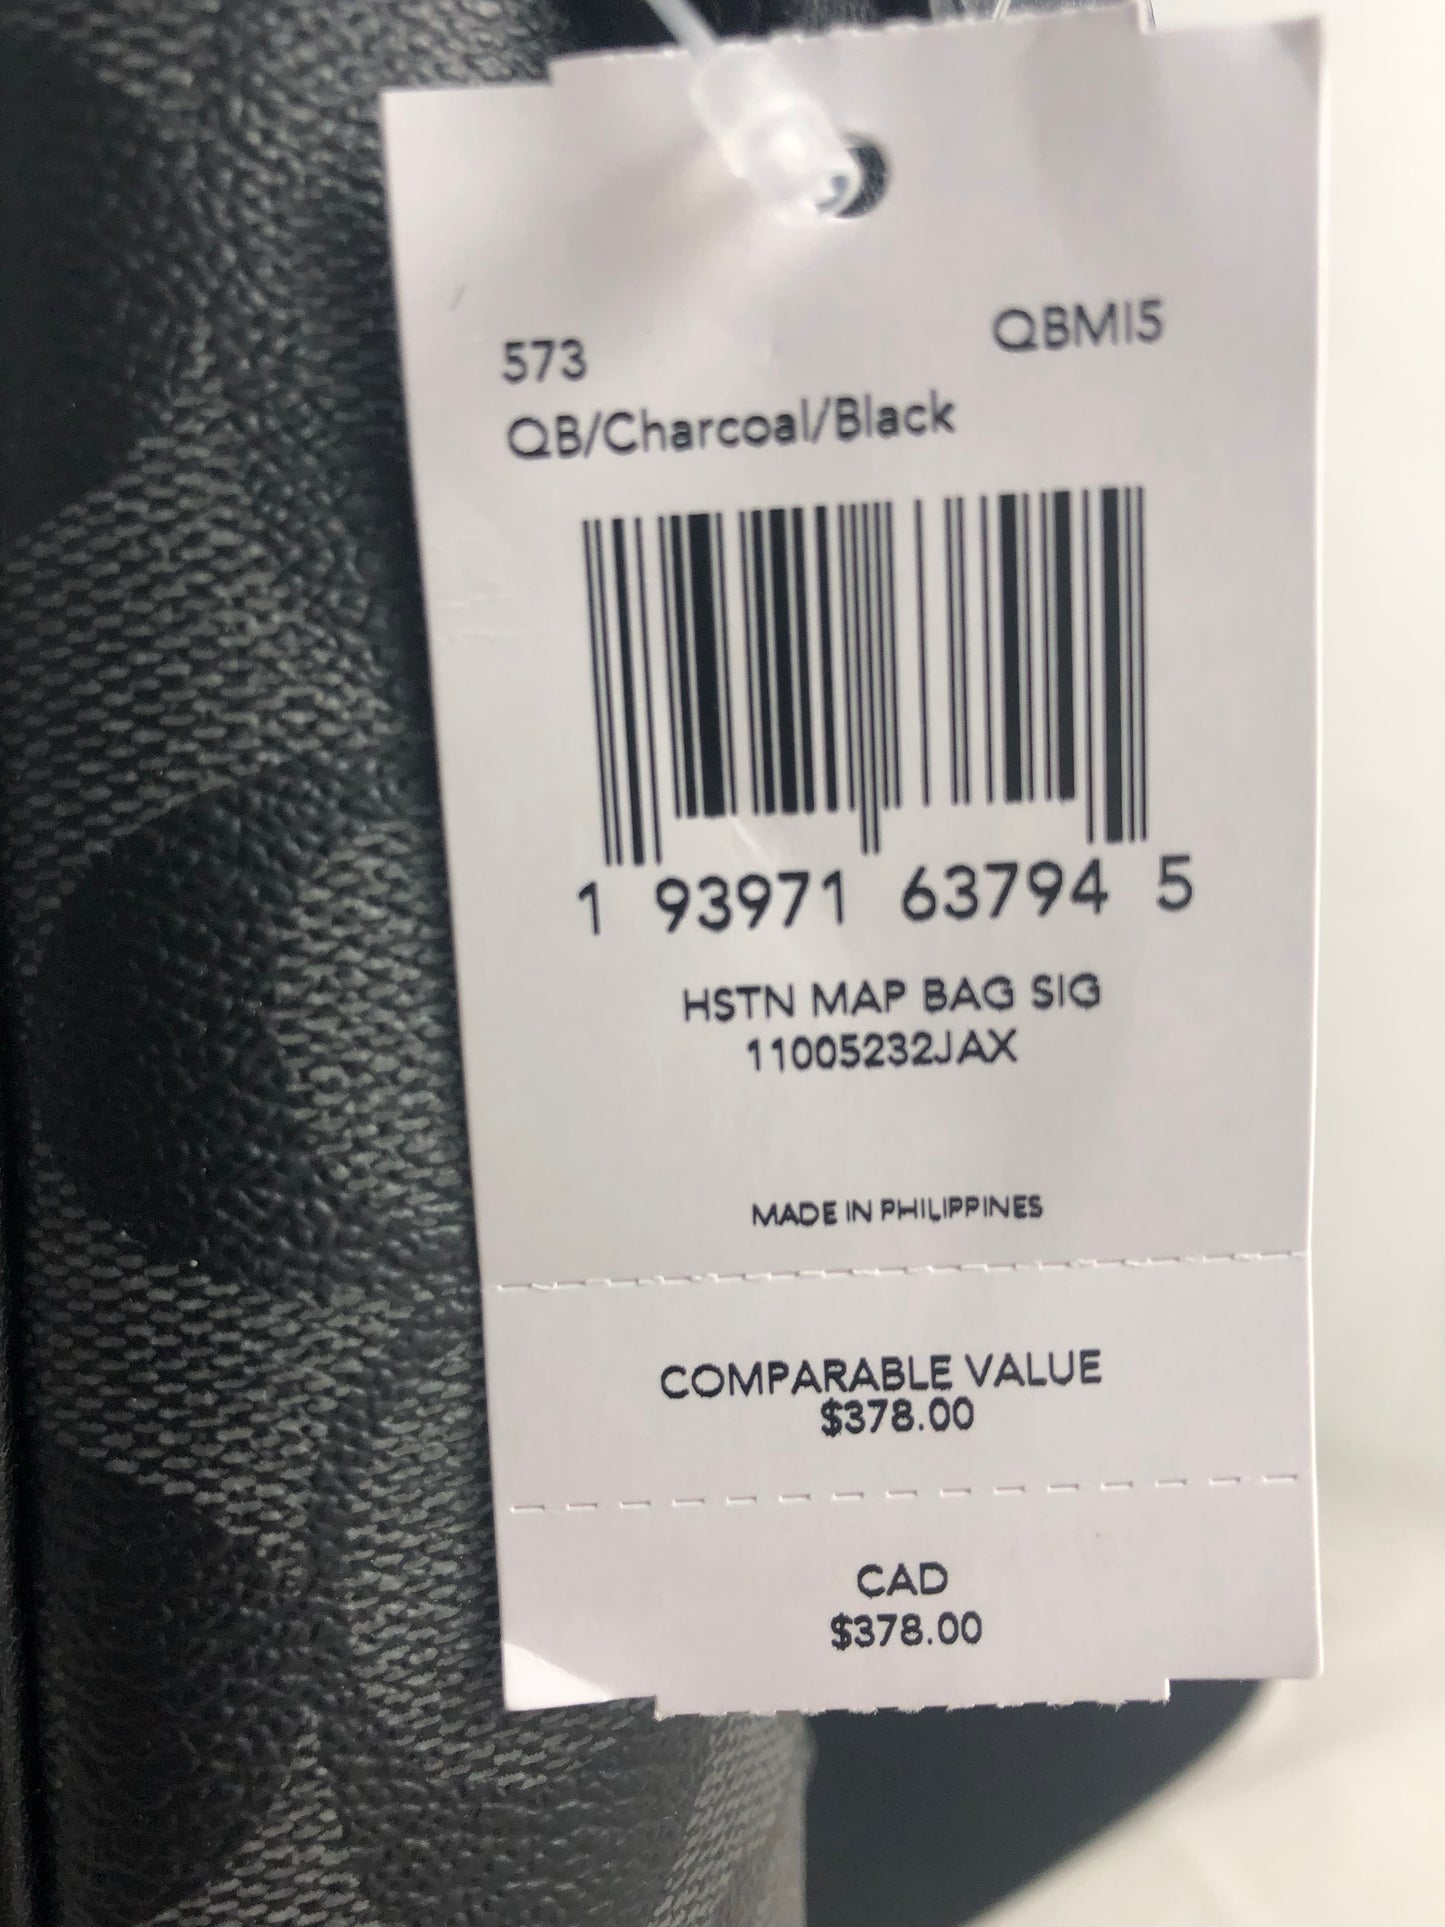 573 QBMI5
QB/Charcoal/Black
1 93971 63794 5
HSTN MAP BAG SIG
11005232JAX
MADE IN PHILIPPINES
COMPARABLE VALUE
$378.00
CAD
$378.00